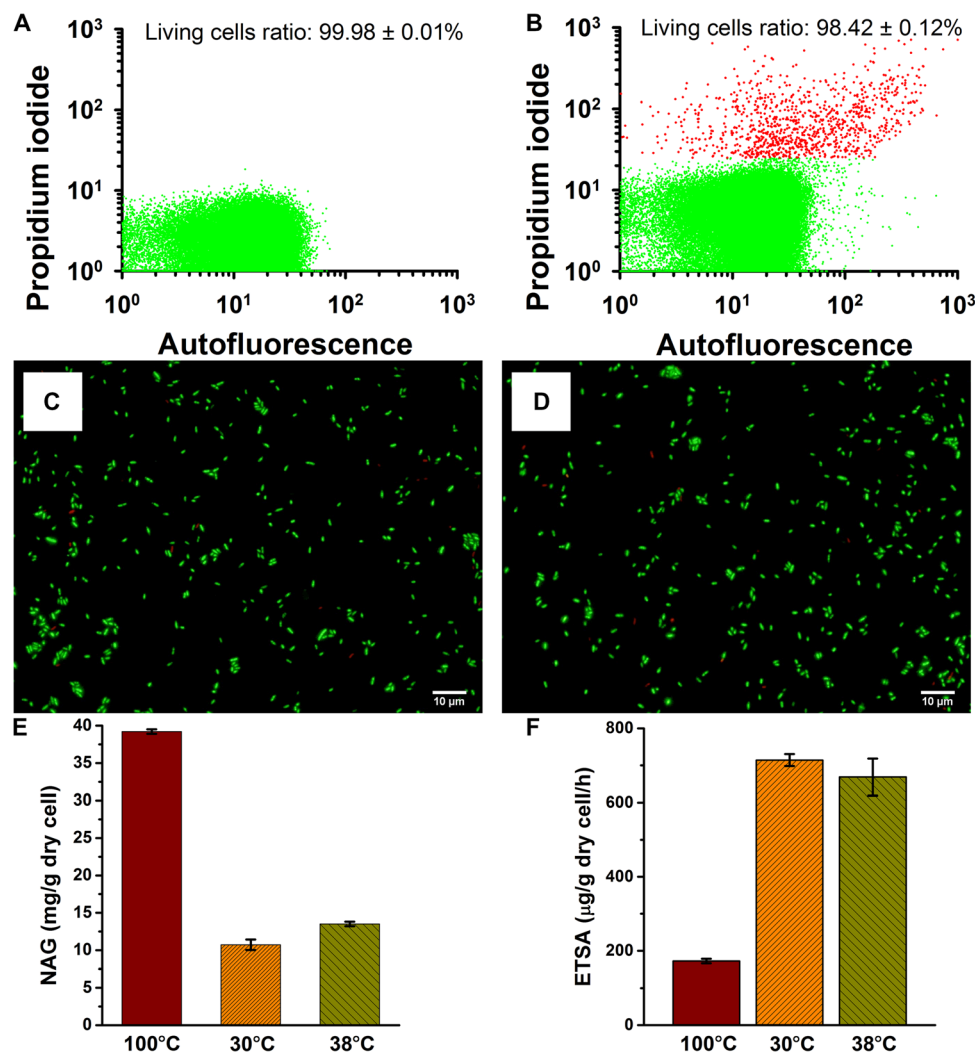 A
Living cells ratio: 99.98 ± 0.01%
Propidium iodide
10³
10²
10¹
10⁰
10⁰ 10¹ 10² 10³
Autofluorescence
B
Living cells ratio: 98.42 ± 0.12%
Propidium iodide
10³
10²
10¹
10⁰
10⁰ 10¹ 10² 10³
Autofluorescence
C
10 µm
D
10 µm
E
NAG (mg/g dry cell)
40
35
30
25
20
15
10
5
0
100°C 30°C 38°C
F
ETSA (µg/g dry cell/h)
800
600
400
200
0
100°C 30°C 38°C